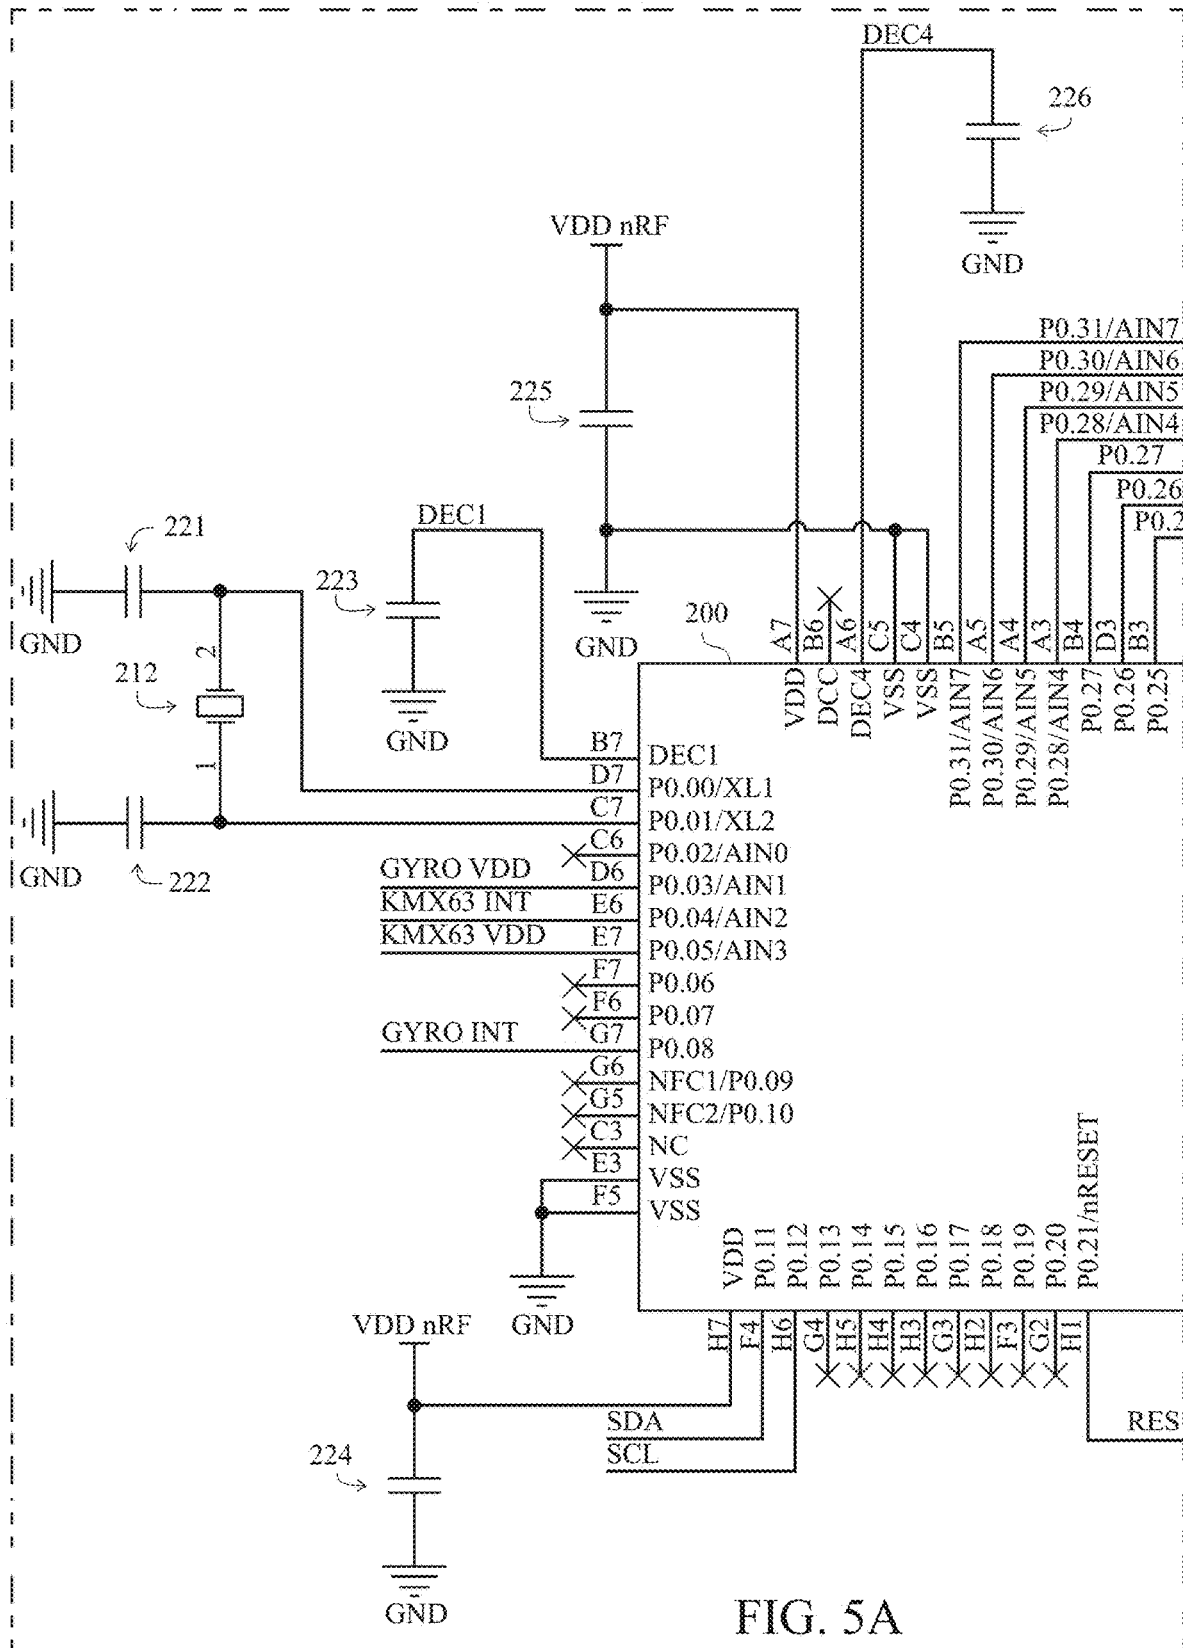 DEC4
226
GND
VDD nRF
225
P0.31/AIN7
P0.30/AIN6
P0.29/AIN5
P0.28/AIN4
P0.27
P0.26
P0.2
DEC1
221
GND
223
GND
GND
2
212
1
GND
222
200
A7
B6
A6
C5
C4
B5
A5
A4
A3
B4
D3
B3
VDD
DCC
DEC4
VSS
VSS
P0.31/AIN7
P0.30/AIN6
P0.29/AIN5
P0.28/AIN4
P0.27
P0.26
P0.25
B7 DEC1
D7 P0.00/XL1
C7 P0.01/XL2
C6 P0.02/AIN0
GYRO VDD D6 P0.03/AIN1
KMX63 INT E6 P0.04/AIN2
KMX63 VDD E7 P0.05/AIN3
F7 P0.06
F6 P0.07
GYRO INT G7 P0.08
G6 NFC1/P0.09
G5 NFC2/P0.10
C3 NC
E3 VSS
F5 VSS
GND
VDD
P0.11
P0.12
P0.13
P0.14
P0.15
P0.16
P0.17
P0.18
P0.19
P0.20
P0.21/nRESET
H7
F4
H6
G4
H5
H4
H3
G3
H2
F3
G2
H1
VDD nRF
SDA
SCL
RES
224
GND
FIG. 5A